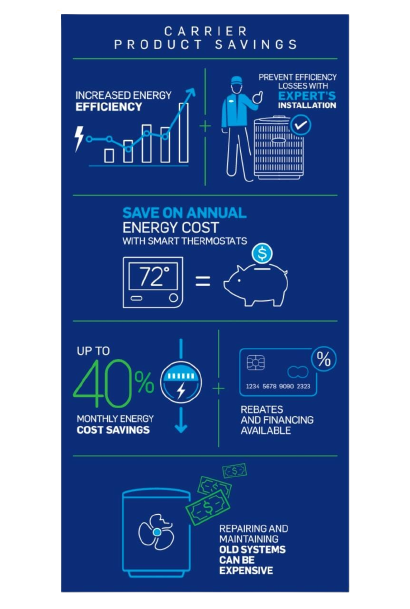 CARRIER
PRODUCT SAVINGS
INCREASED ENERGY
EFFICIENCY
PREVENT EFFICIENCY
LOSSES WITH
EXPERT'S
INSTALLATION
SAVE ON ANNUAL
ENERGY COST
WITH SMART THERMOSTATS
72°
=
$
UP TO
40%
MONTHLY ENERGY
COST SAVINGS
+
%
1234 5678 9090 2323
REBATES
AND FINANCING
AVAILABLE
$
$
$
REPAIRING AND
MAINTAINING
OLD SYSTEMS
CAN BE
EXPENSIVE